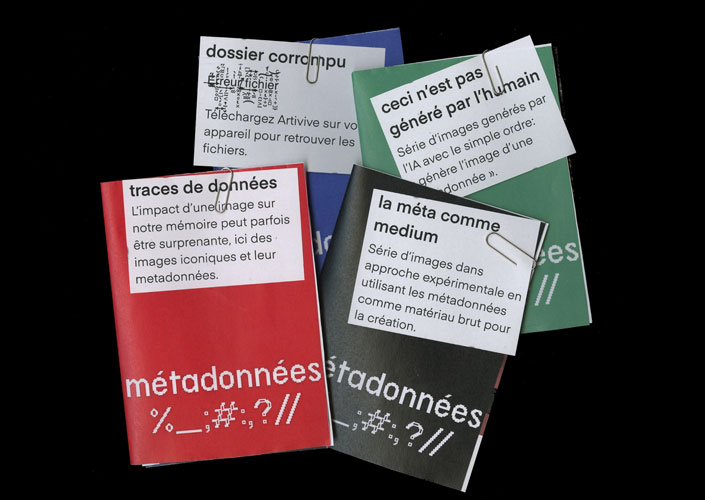 dossier corrompu
Erreur fichier
Téléchargez Artivive sur vo
appareil pour retrouver les
fichiers.
ceci n'est pas
généré par l'humain
Série d'images générés par
l'IA avec le simple ordre:
génère l'image d'une
donnée ».
traces de données
L'impact d'une image sur
notre mémoire peut parfois
être surprenante, ici des
images iconiques et leur
metadonnées.
la méta comme
medium
Série d'images dans
approche expérimentale en
utilisant les métadonnées
comme matériau brut pour
la création.
métadonnées
%_;#:,?//
étadonnées
%_;#:,?//
ées
//